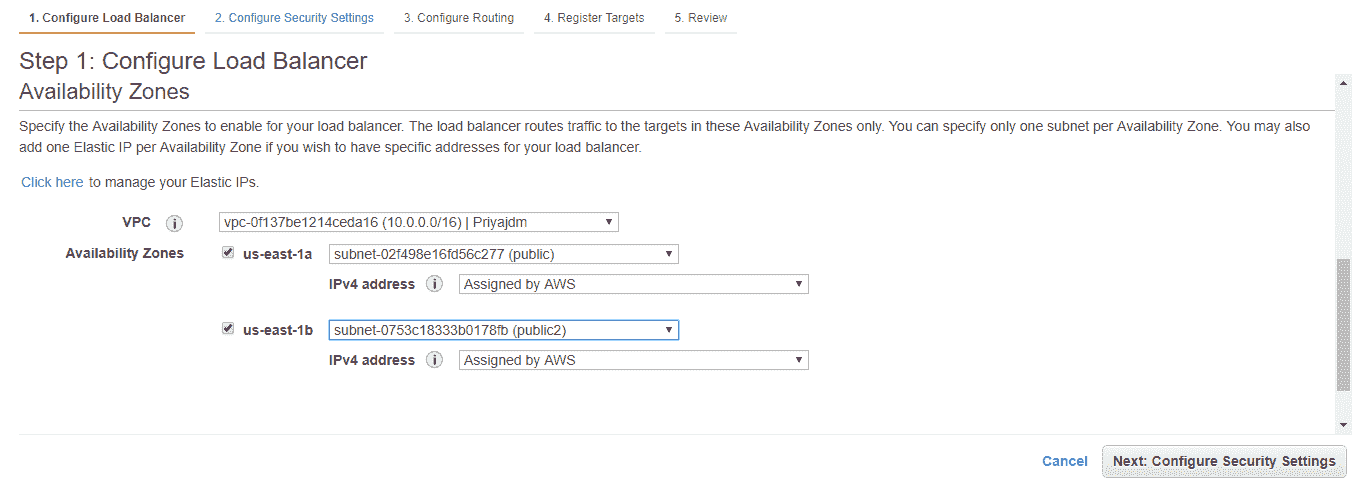 1. Configure Load Balancer 2. Configure Security Settings 3. Configure Routing 4. Register Targets 5. Review
Step 1: Configure Load Balancer
Availability Zones
Specify the Availability Zones to enable for your load balancer. The load balancer routes traffic to the targets in these Availability Zones only. You can specify only one subnet per Availability Zone. You may also
add one Elastic IP per Availability Zone if you wish to have specific addresses for your load balancer.
Click here to manage your Elastic IPs.
VPC i vpc-0f137be1214ceda16 (10.0.0.0/16) | Priyajdm
Availability Zones us-east-1a subnet-02f498e16fd56c277 (public)
IPv4 address i Assigned by AWS
us-east-1b subnet-0753c18333b0178fb (public2)
IPv4 address i Assigned by AWS
Cancel Next: Configure Security Settings